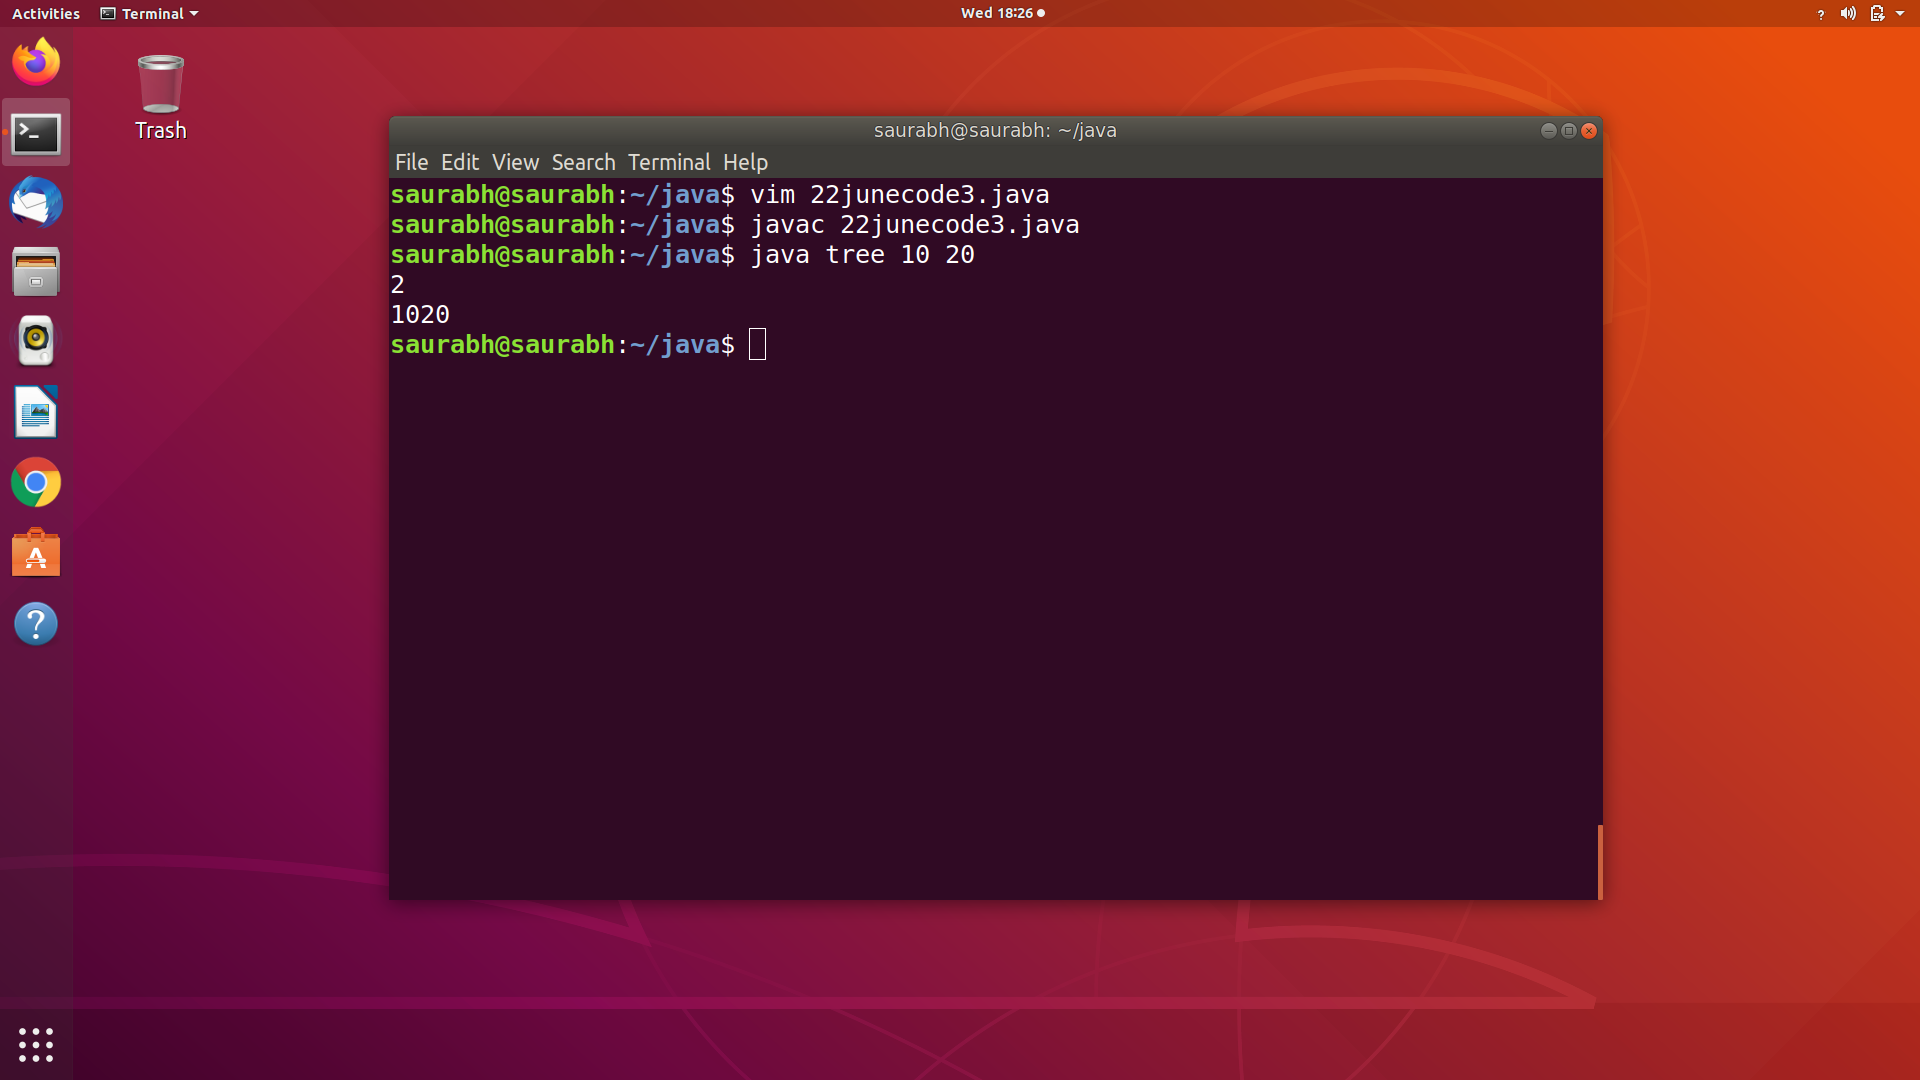 Activities Terminal Wed 18:26 ?
Trash
saurabh@saurabh: ~/java
File Edit View Search Terminal Help
saurabh@saurabh:~/java$ vim 22junecode3.java
saurabh@saurabh:~/java$ javac 22junecode3.java
saurabh@saurabh:~/java$ java tree 10 20
2
1020
saurabh@saurabh:~/java$